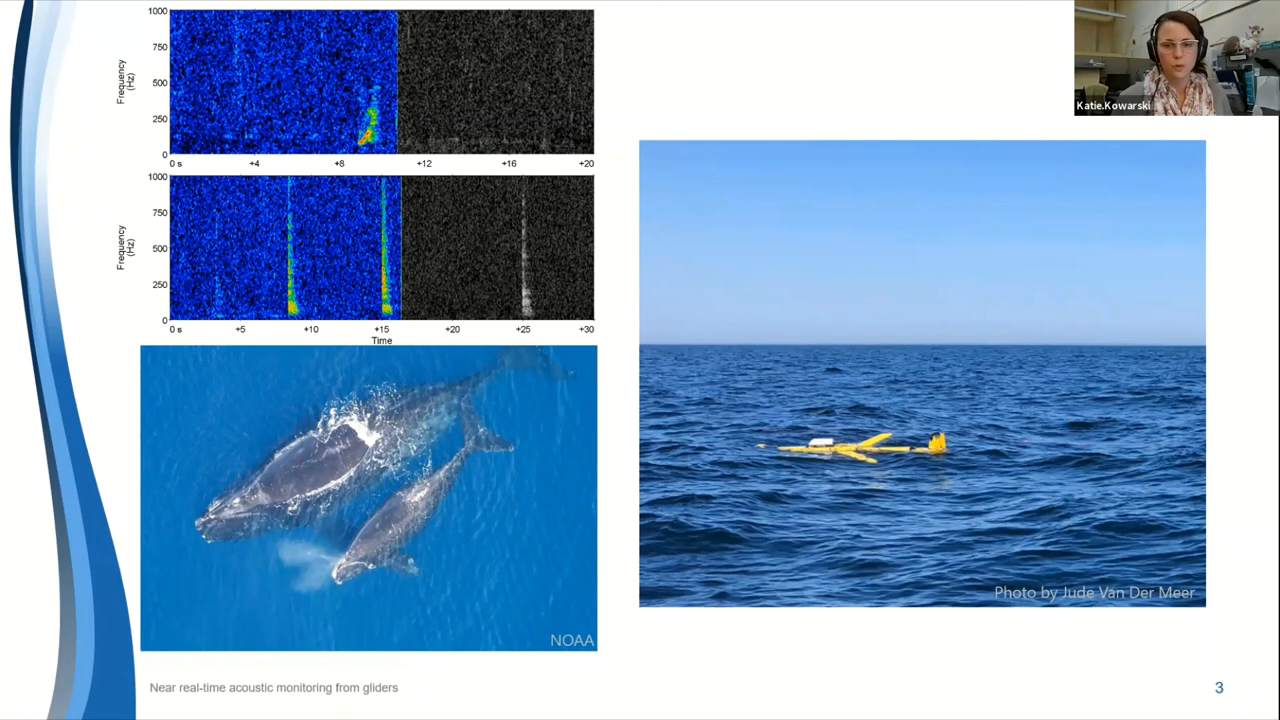 1000
750
500
250
0
Frequency
(Hz)
0 s
+4
+8
+12
+16
+20
1000
750
500
250
0
Frequency
(Hz)
0 s
+5
+10
+15
+20
+25
+30
Time
Katie.Kowarski
Photo by Jude Van Der Meer
NOAA
Near real-time acoustic monitoring from gliders
3